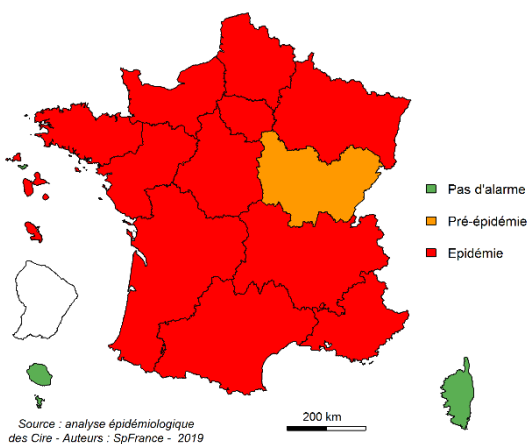 Pas d'alarme
Pré-épidémie
Epidémie
Source : analyse épidémiologique
des Cire - Auteurs : SpFrance - 2019
200 km